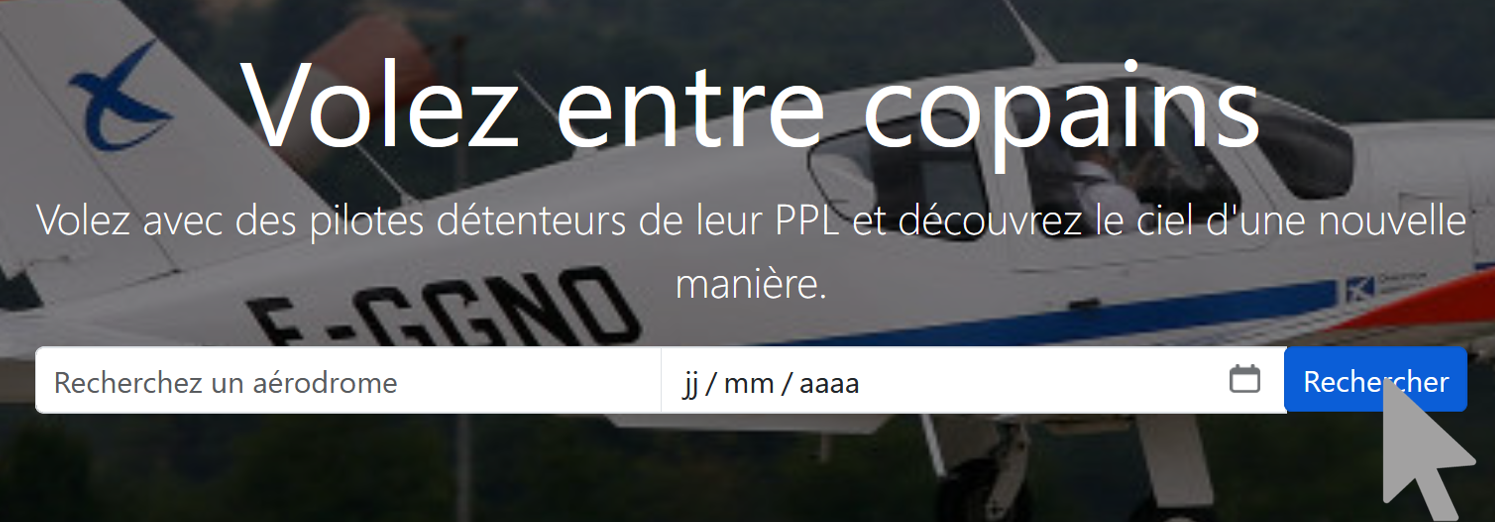 Volez entre copains
Volez avec des pilotes détenteurs de leur PPL et découvrez le ciel d'une nouvelle
manière.
F-GGNO
Recherchez un aérodrome
jj / mm / aaaa
Rechercher